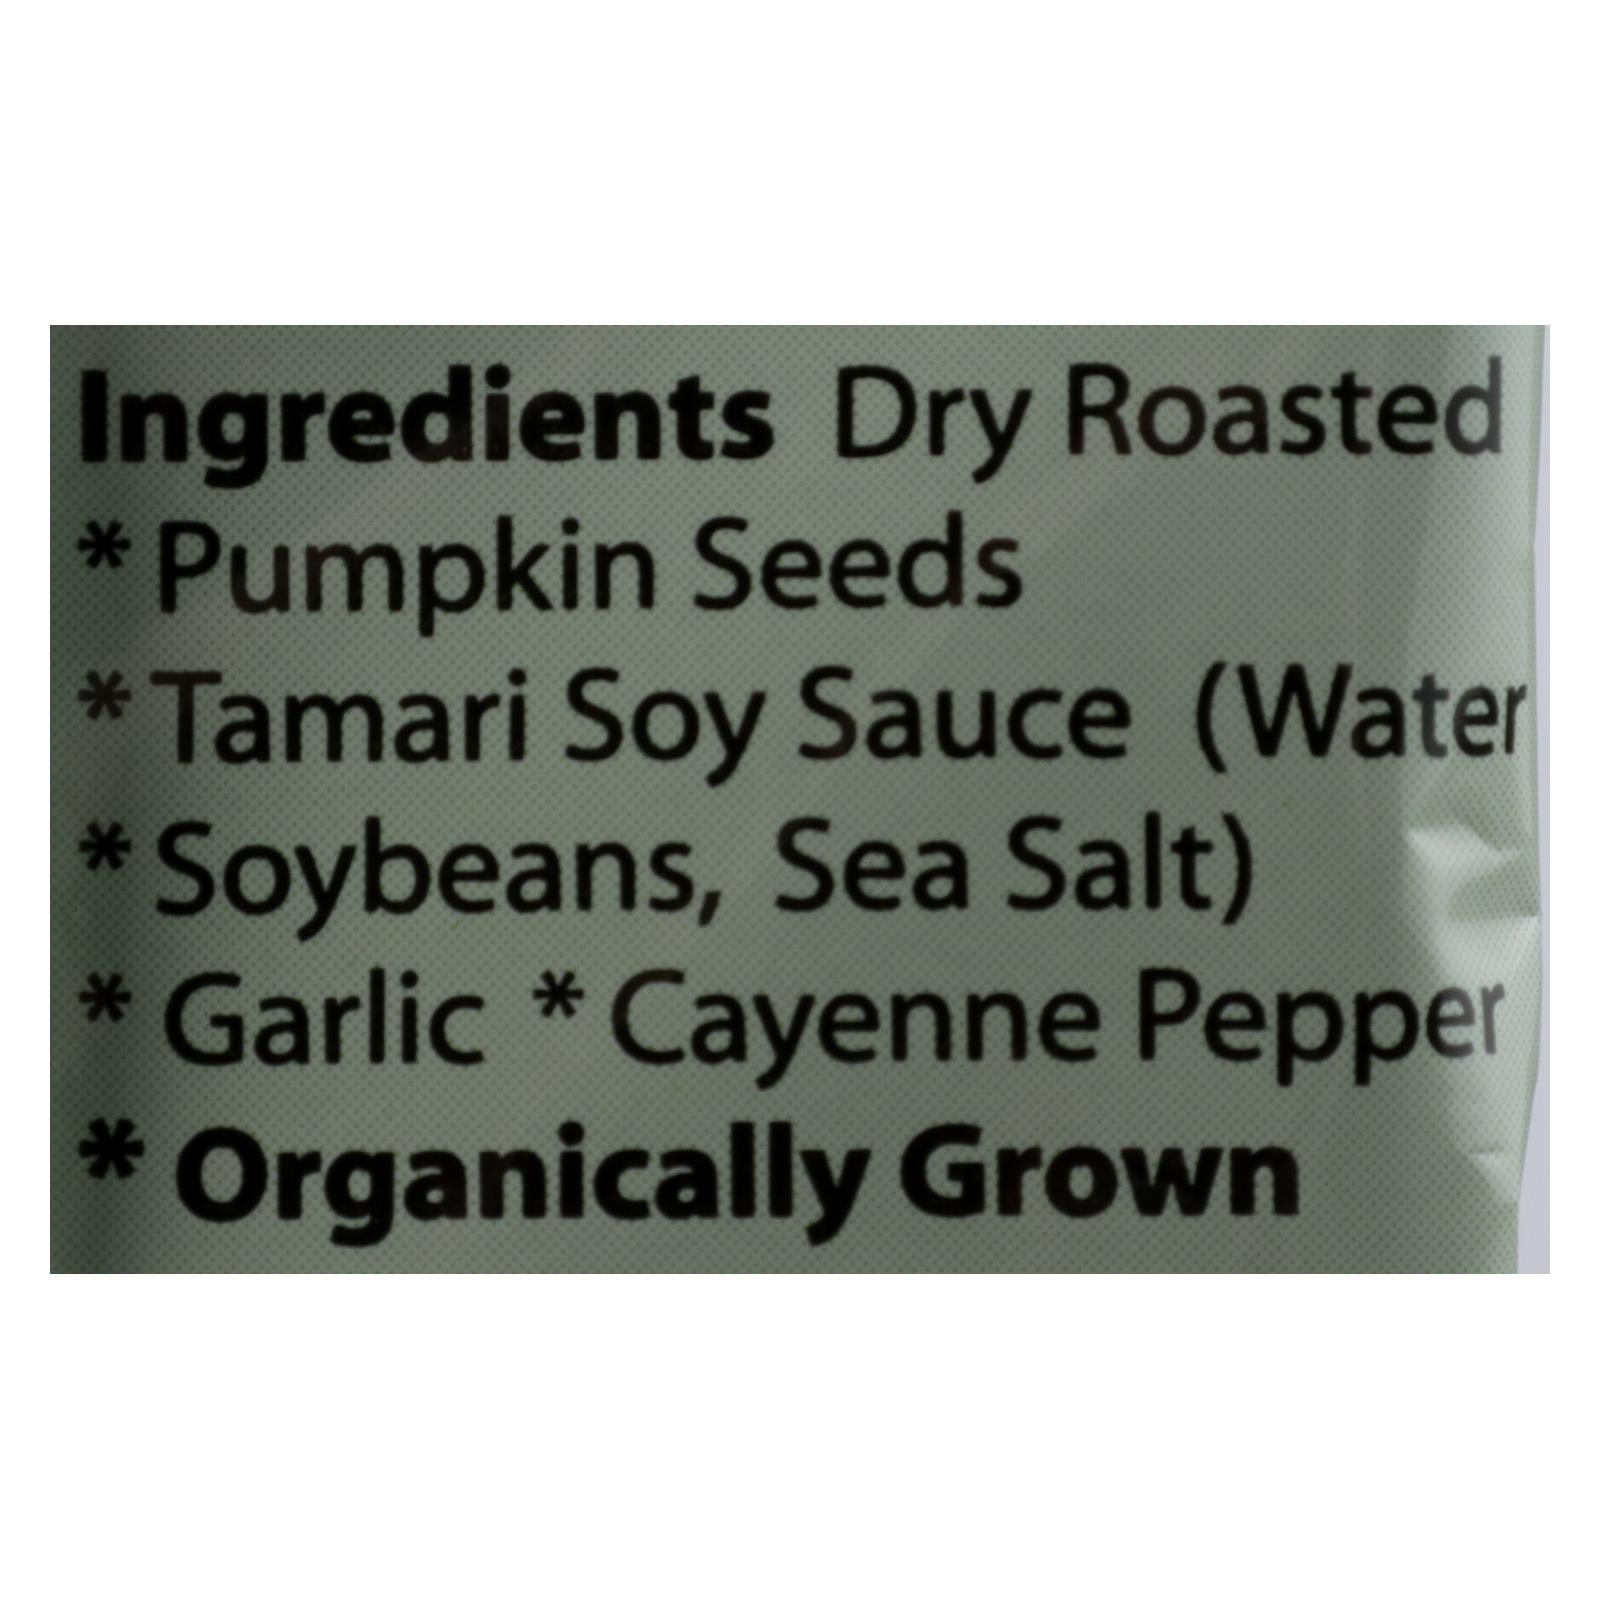 Ingredients Dry Roasted
* Pumpkin Seeds
* Tamari Soy Sauce (Water
* Soybeans, Sea Salt)
* Garlic * Cayenne Pepper
* Organically Grown